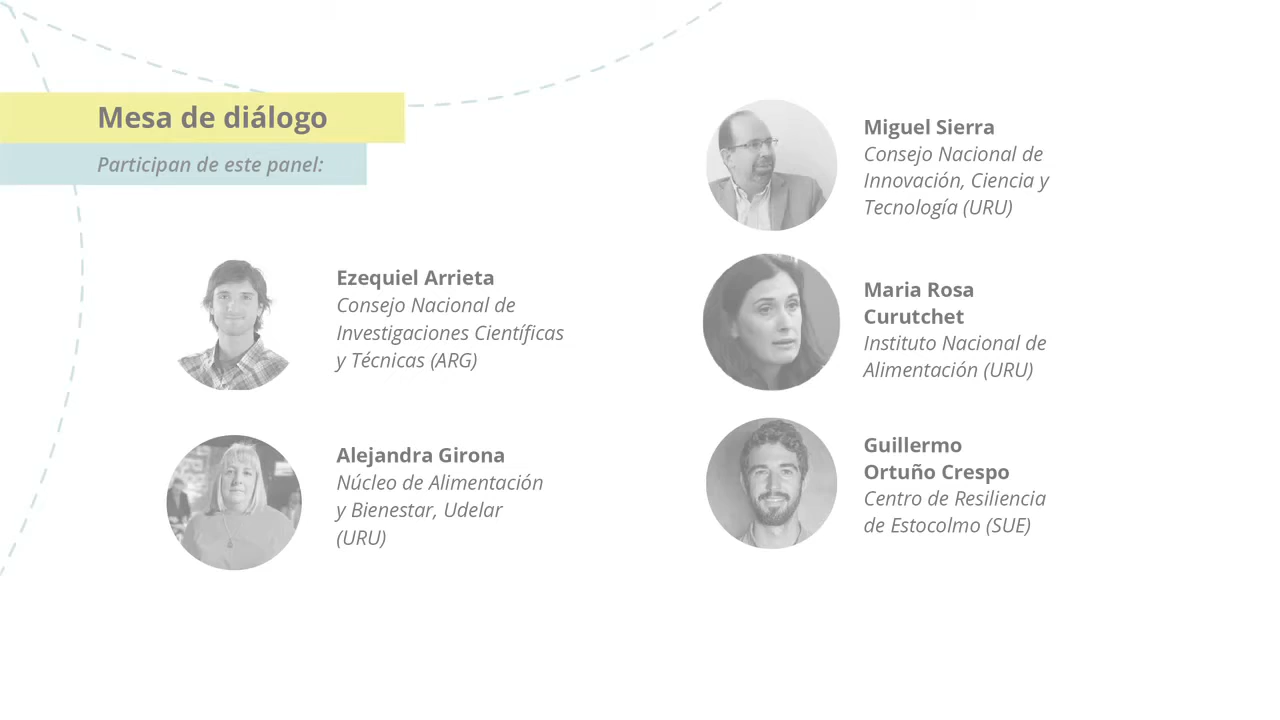 Mesa de diálogo
Participan de este panel:
Ezequiel Arrieta
Consejo Nacional de
Investigaciones Científicas
y Técnicas (ARG)
Alejandra Girona
Núcleo de Alimentación
y Bienestar, Udelar
(URU)
Miguel Sierra
Consejo Nacional de
Innovación, Ciencia y
Tecnología (URU)
Maria Rosa
Curutchet
Instituto Nacional de
Alimentación (URU)
Guillermo
Ortuño Crespo
Centro de Resiliencia
de Estocolmo (SUE)